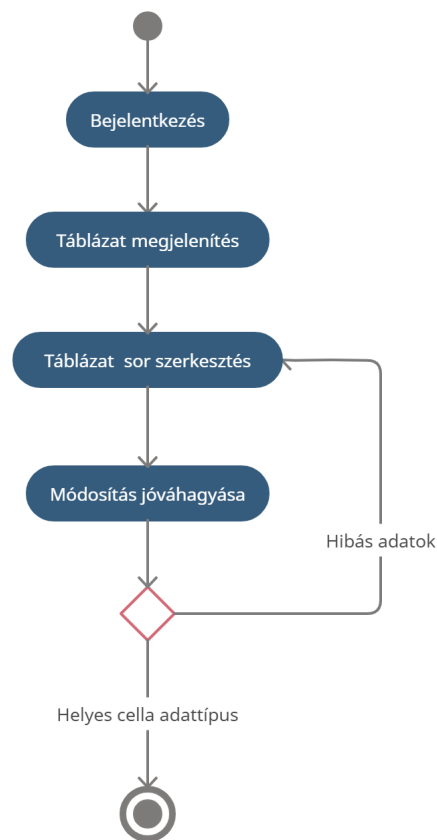 Bejelentkezés
Táblázat megjelenítés
Táblázat  sor szerkesztés
Módosítás jóváhagyása
Hibás adatok
Helyes cella adattípus